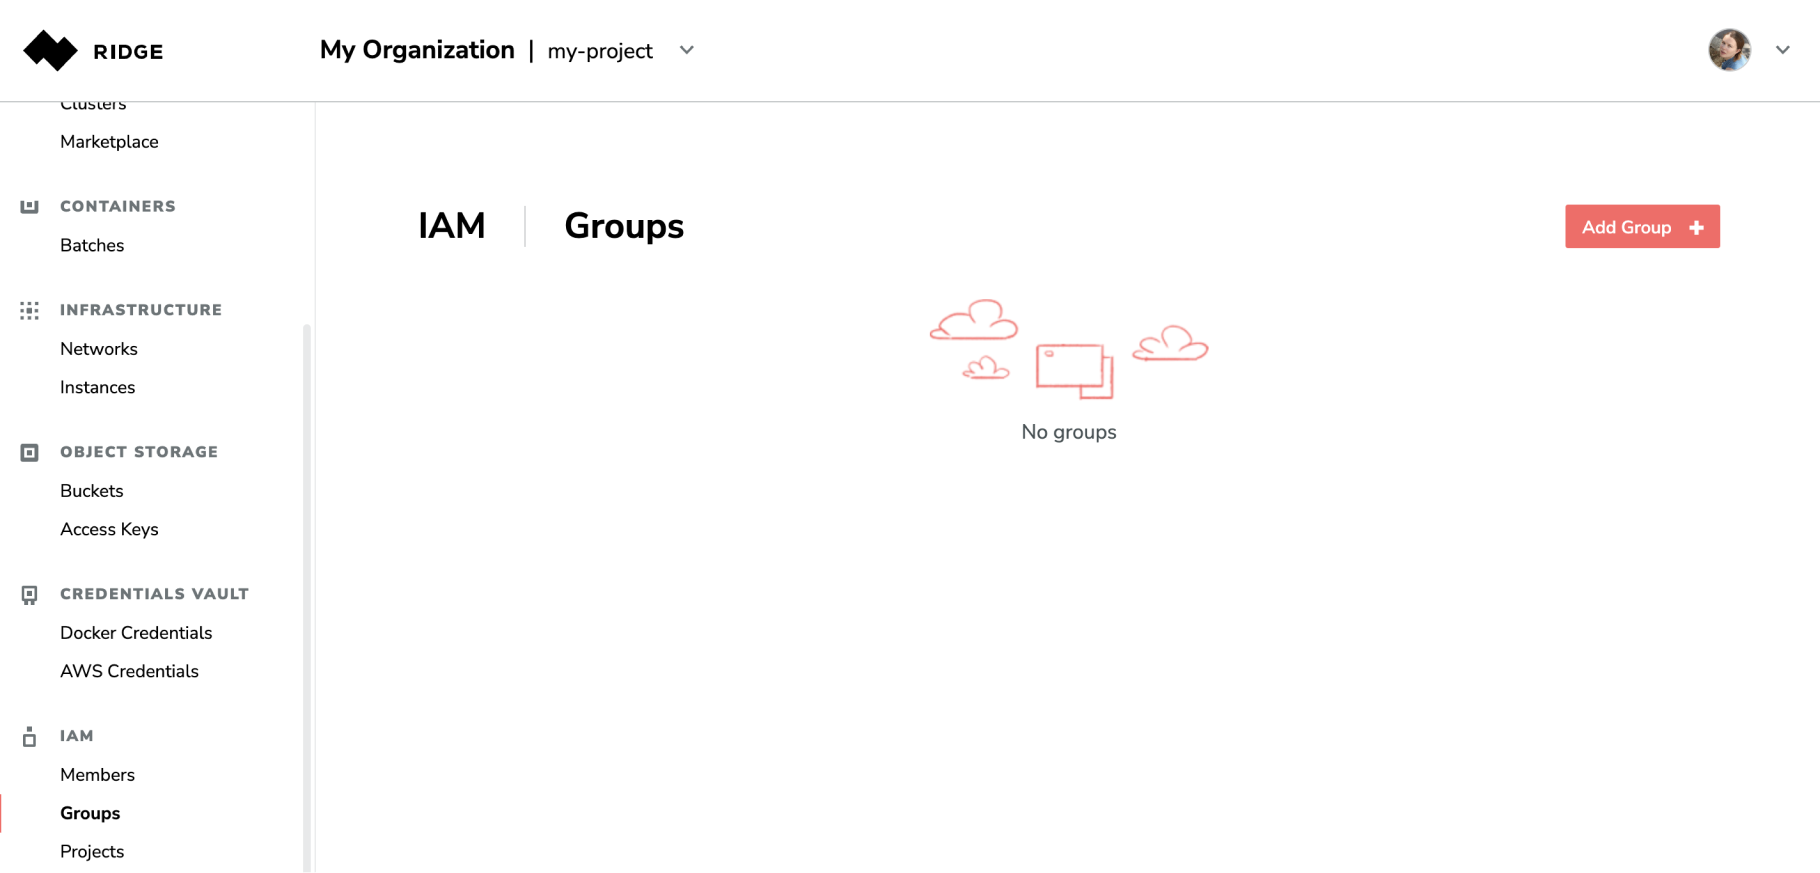 RIDGE
My Organization | my-project
Clusters
Marketplace
CONTAINERS
Batches
INFRASTRUCTURE
Networks
Instances
OBJECT STORAGE
Buckets
Access Keys
CREDENTIALS VAULT
Docker Credentials
AWS Credentials
IAM
Members
Groups
Projects
IAM | Groups
Add Group +
No groups